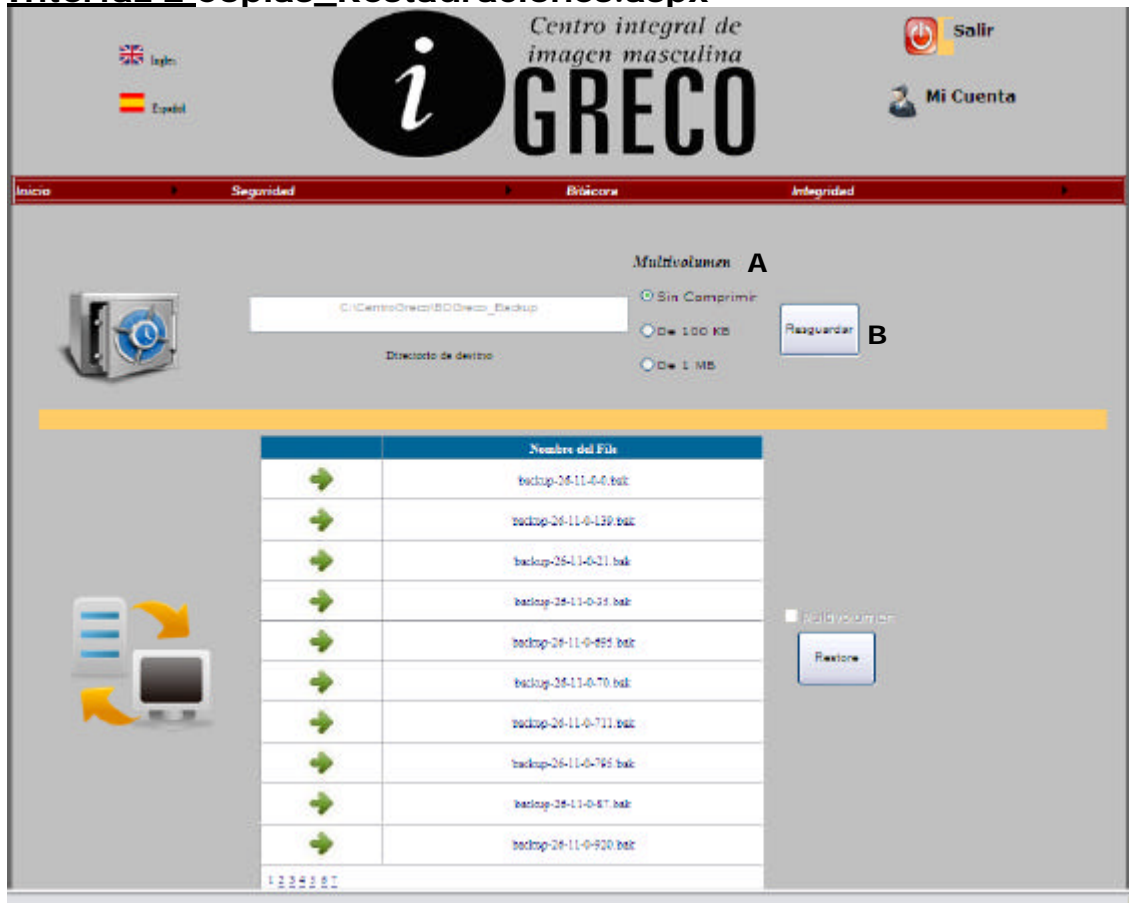 Centro integral de
imagen masculina
i GRECO
Salir
Mi Cuenta
Ingles
Español
Inicio Seguridad Bitácora Integridad
Multivolumen A
Sin Comprimir
De 100 KB
De 1 MB
C:\CentroGreco\BDGreco_Backup
Directorio de destino
Resguardar B
Nombre del File
backup-26-11-0-0.bak
backup-26-11-0-139.bak
backup-26-11-0-21.bak
backup-26-11-0-35.bak
backup-26-11-0-695.bak
backup-26-11-0-70.bak
backup-26-11-0-711.bak
backup-26-11-0-795.bak
backup-26-11-0-87.bak
backup-26-11-0-920.bak
Multivolumen
Restore
1 2 3 4 5 6 7